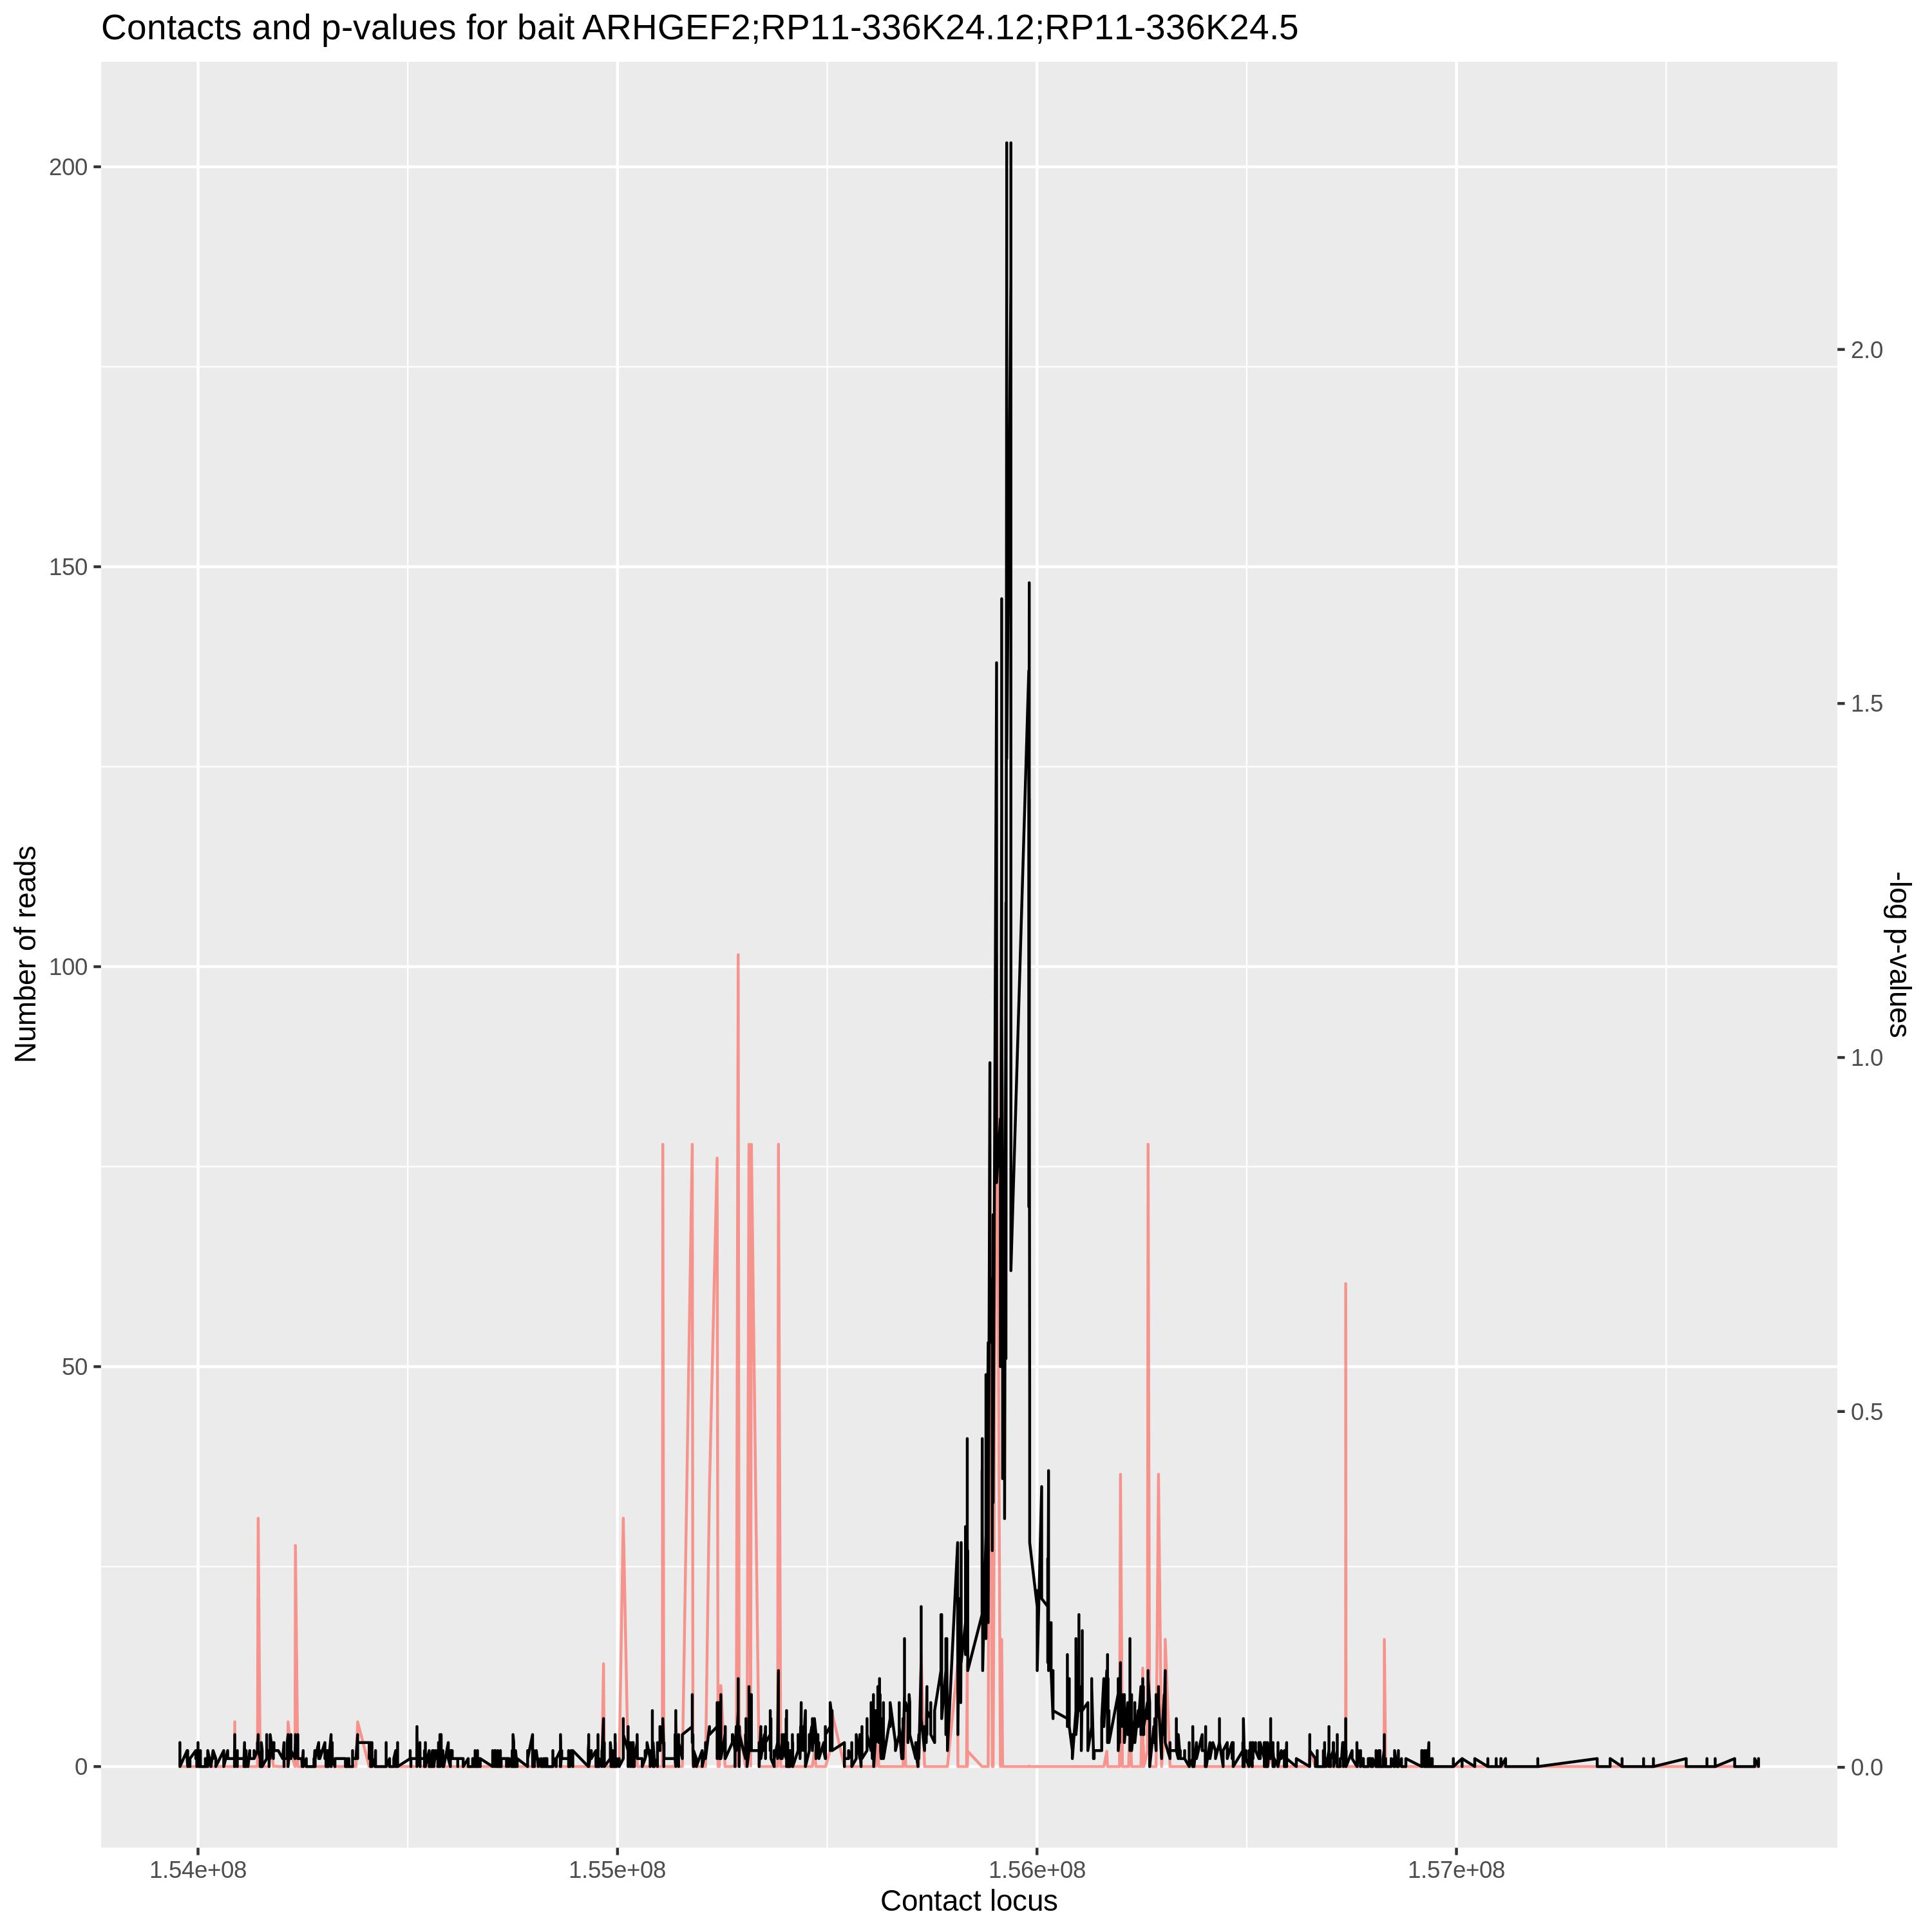 Contacts and p-values for bait ARHGEF2;RP11-336K24.12;RP11-336K24.5
200
150
100
50
0
Number of reads
2.0
1.5
1.0
0.5
0.0
-log p-values
1.54e+08
1.55e+08
1.56e+08
1.57e+08
Contact locus